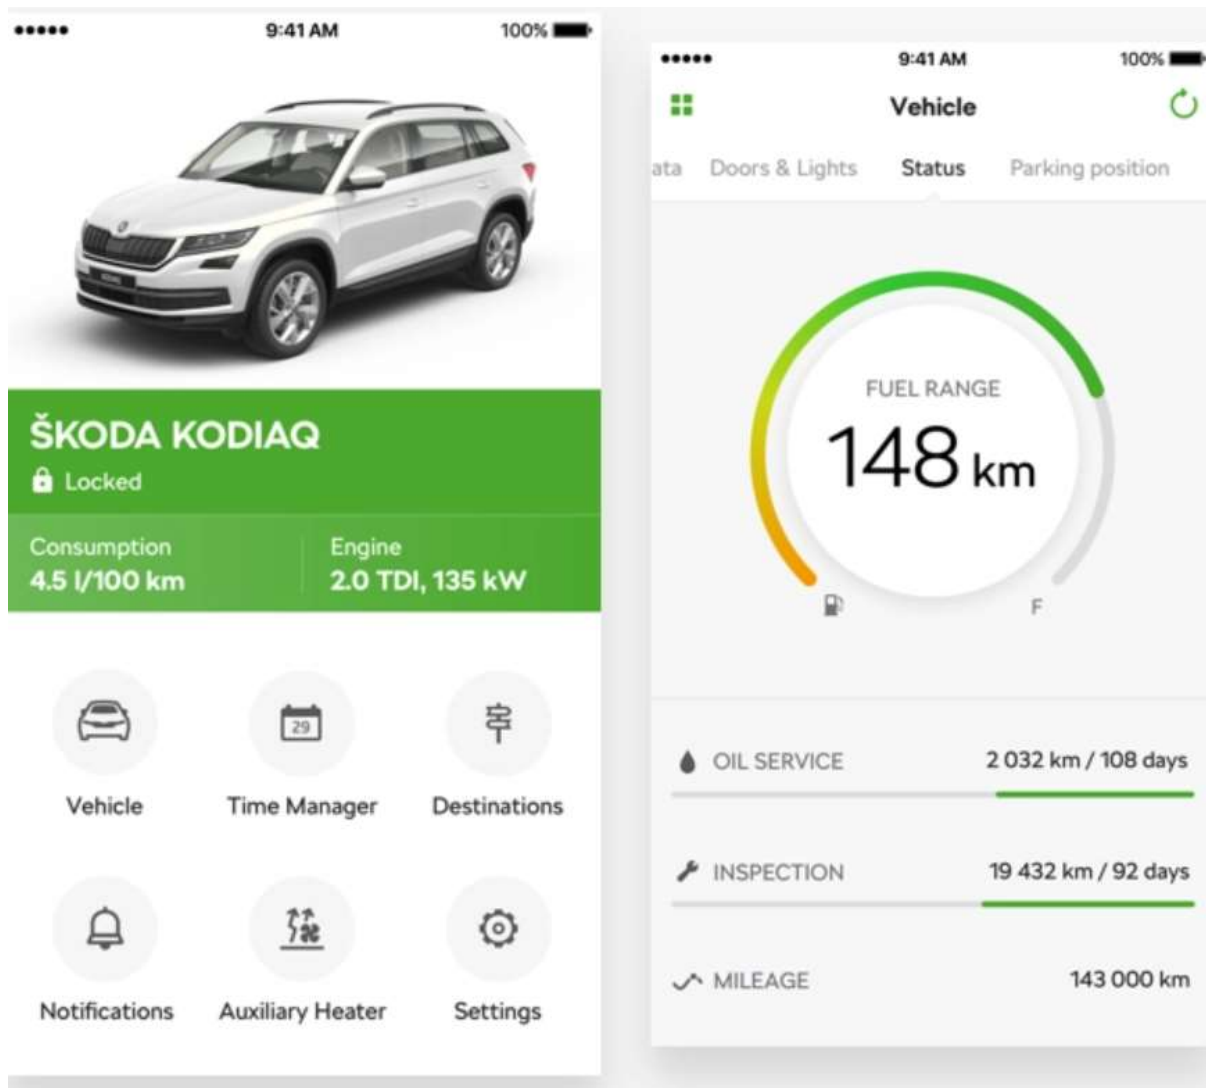 9:41 AM 100%
ŠKODA KODIAQ
Locked
Consumption Engine
4.5 l/100 km 2.0 TDI, 135 kW
29
Vehicle Time Manager Destinations
Notifications Auxiliary Heater Settings
9:41 AM 100%
Vehicle
ata Doors & Lights Status Parking position
FUEL RANGE
148 km
F
OIL SERVICE 2 032 km / 108 days
INSPECTION 19 432 km / 92 days
MILEAGE 143 000 km